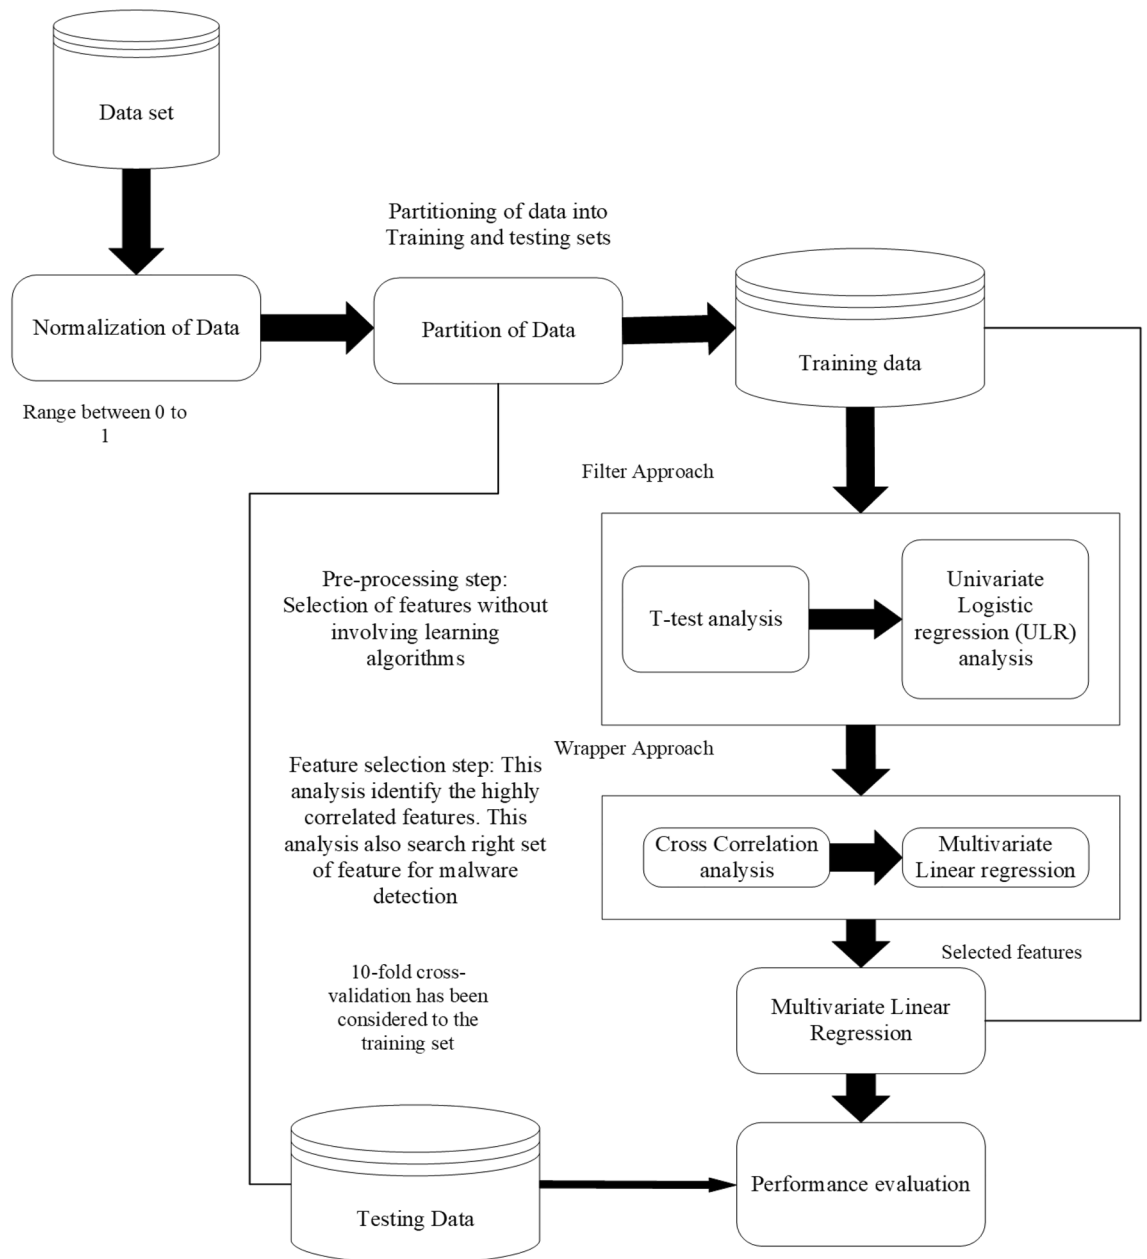 Data set
Partitioning of data into
Training and testing sets
Normalization of Data
Partition of Data
Training data
Range between 0 to
1
Filter Approach
Pre-processing step:
Selection of features without
involving learning
algorithms
T-test analysis
Univariate
Logistic
regression (ULR)
analysis
Wrapper Approach
Feature selection step: This
analysis identify the highly
correlated features. This
analysis also search right set
of feature for malware
detection
Cross Correlation
analysis
Multivariate
Linear regression
Selected features
10-fold cross-
validation has been
considered to the
training set
Multivariate Linear
Regression
Testing Data
Performance evaluation